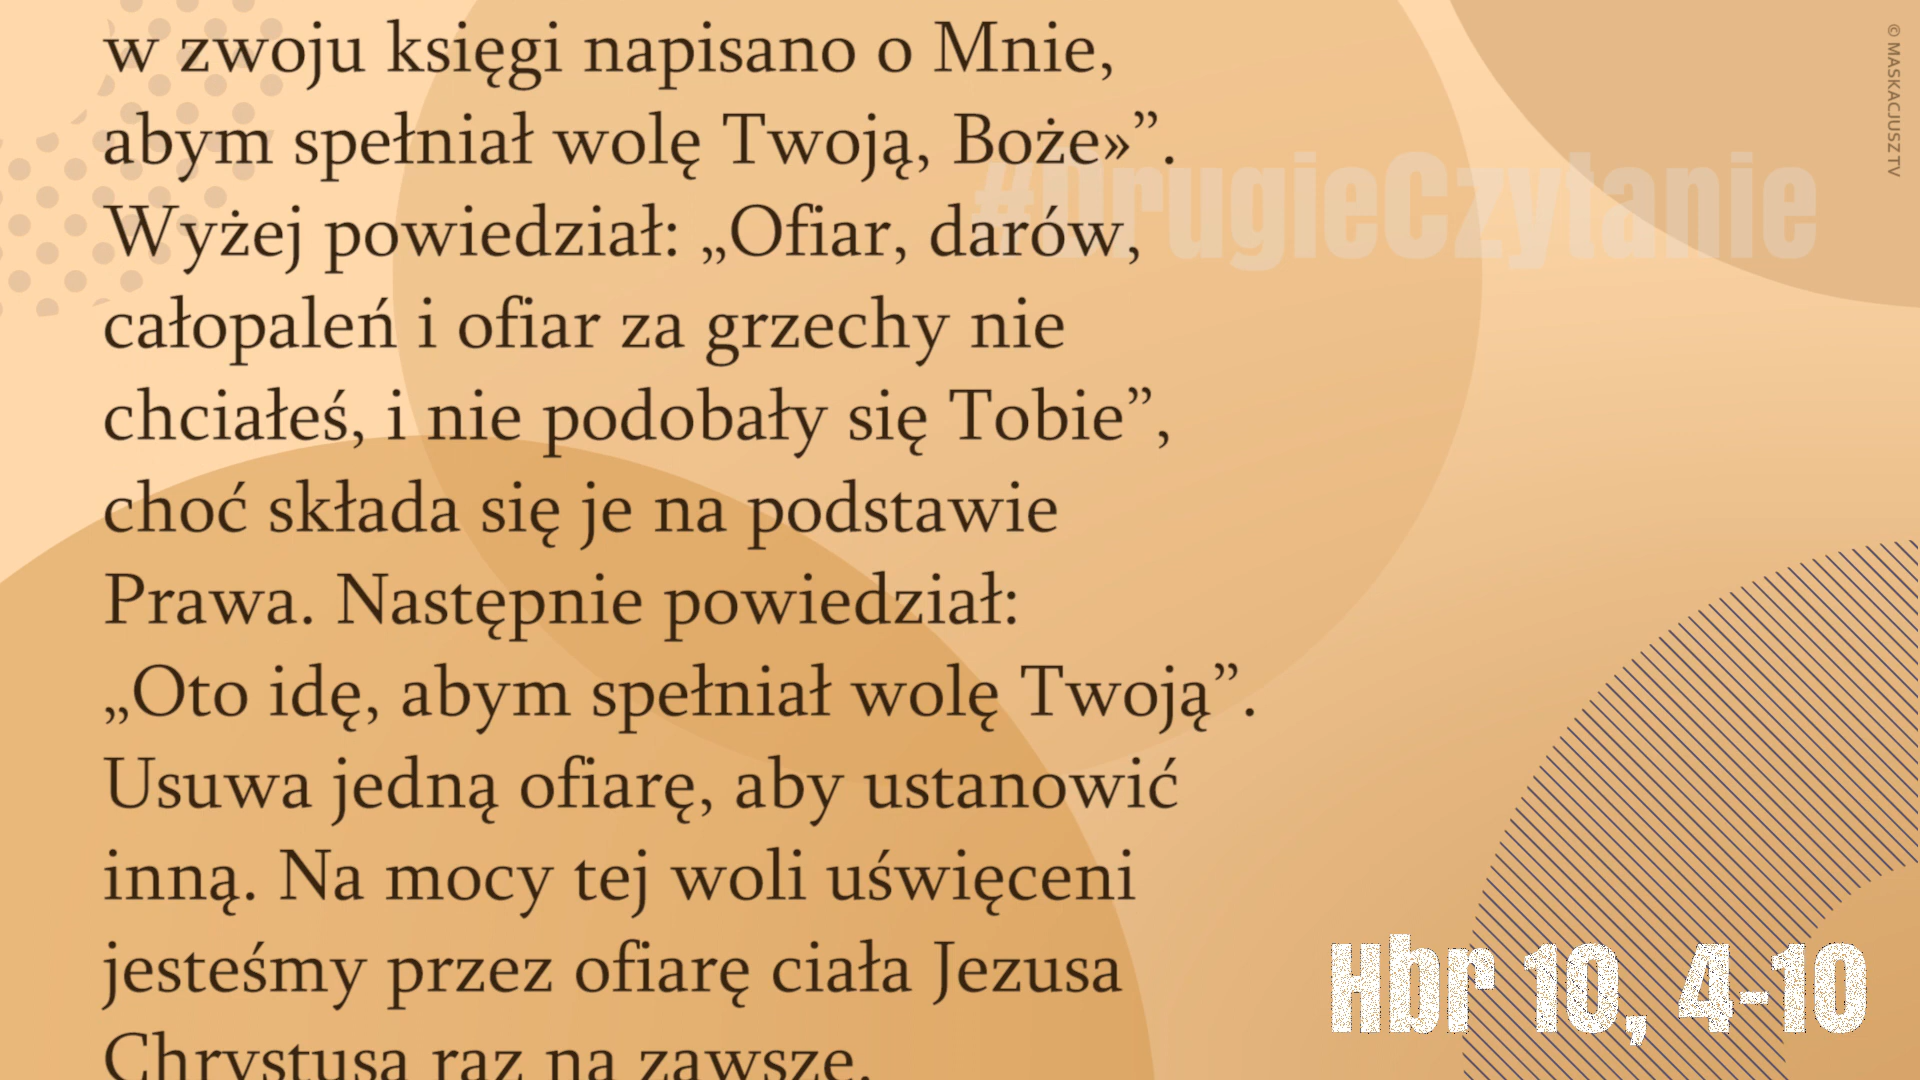 w zwoju księgi napisano o Mnie,
abym spełniał wolę Twoją, Boże»”.
Wyżej powiedział: „Ofiar, darów,
całopaleń i ofiar za grzechy nie
chciałeś, i nie podobały się Tobie”,
choć składa się je na podstawie
Prawa. Następnie powiedział:
„Oto idę, abym spełniał wolę Twoją”.
Usuwa jedną ofiarę, aby ustanowić
inną. Na mocy tej woli uświęceni
jesteśmy przez ofiarę ciała Jezusa
Chrystusa raz na zawsze.
#DrugieCzytanie
© MASKACJUSZ TV
Hbr 10, 4-10